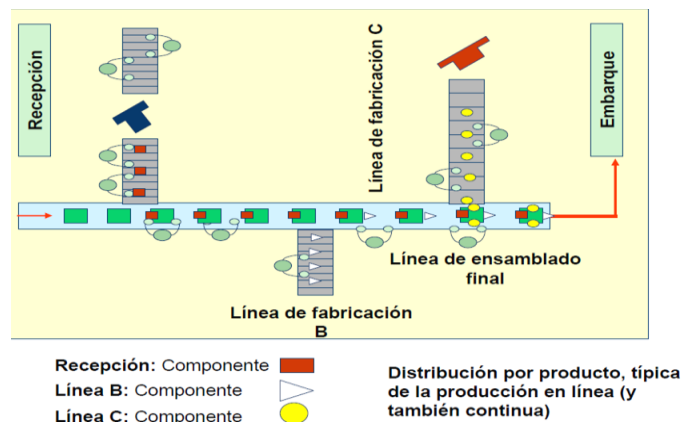 Recepción
Línea de fabricación C
Embarque
Línea de ensamblado
final
Línea de fabricación
B
Recepción: Componente
Línea B: Componente
Línea C: Componente
Distribución por producto, típica
de la producción en línea (y
también continua)